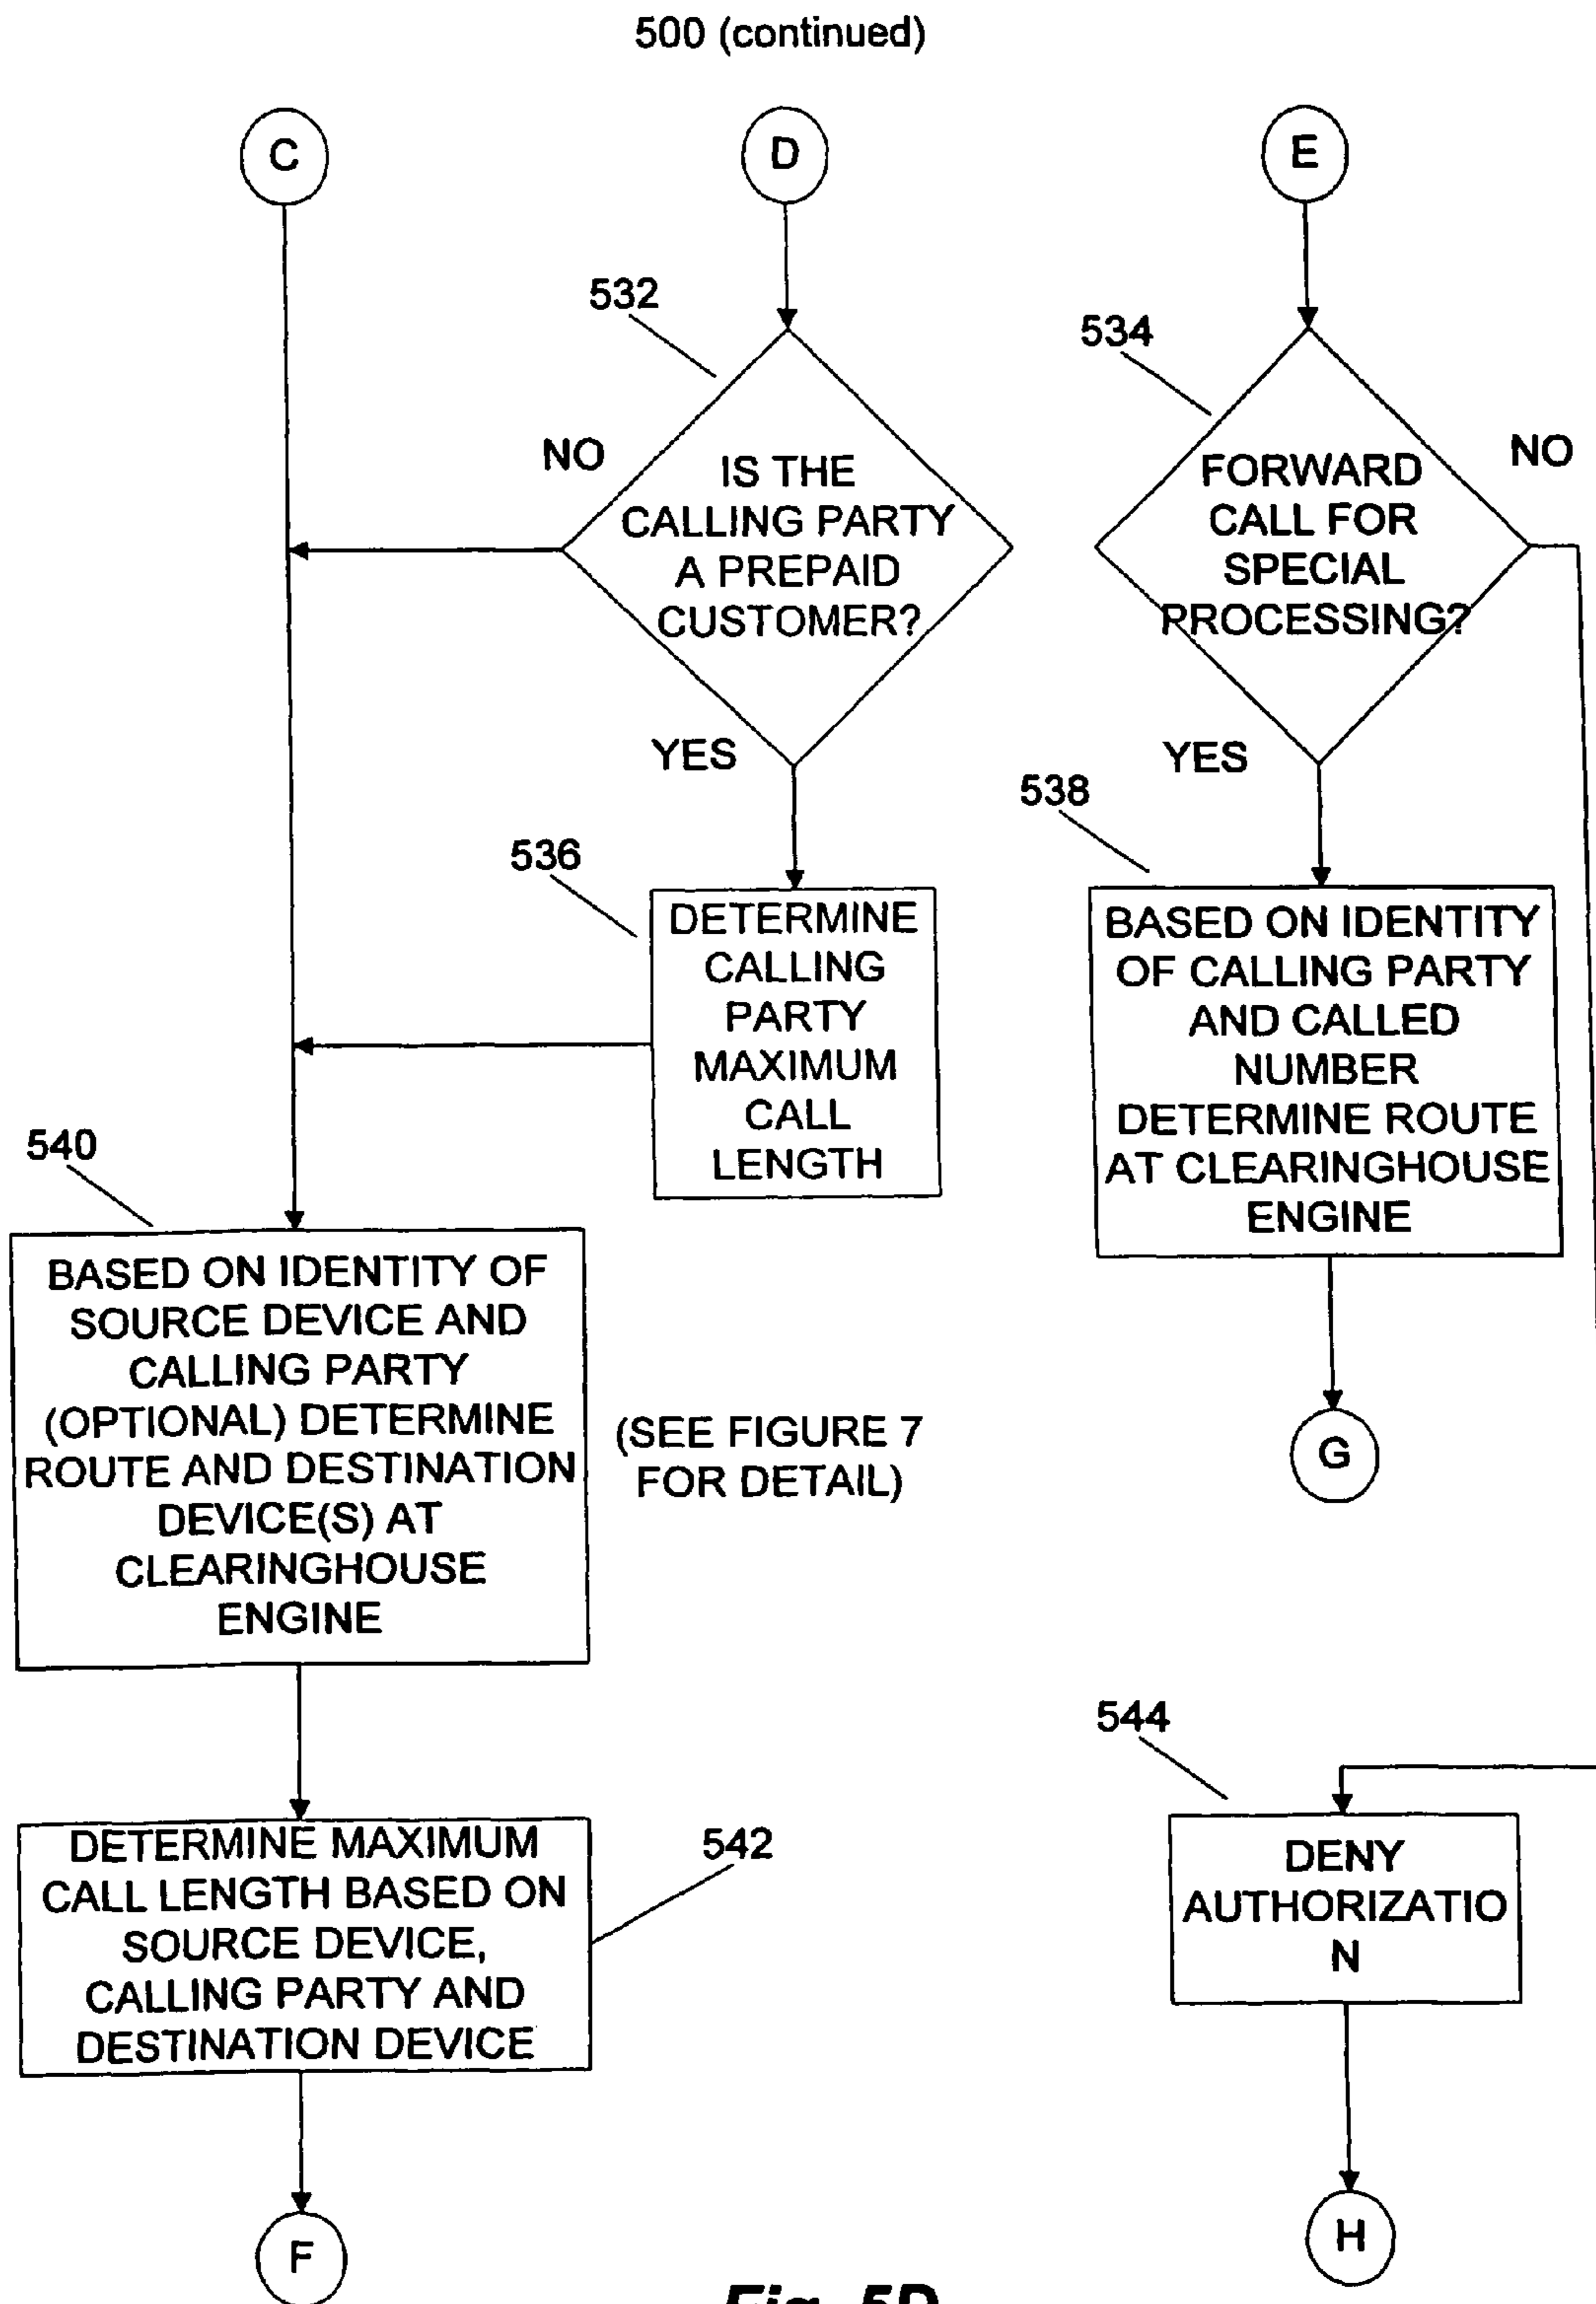 500 (continued)
C
D
E
532
534
NO
IS THE
CALLING PARTY
A PREPAID
CUSTOMER?
NO
FORWARD
CALL FOR
SPECIAL
PROCESSING?
YES
YES
538
536
DETERMINE
CALLING
PARTY
MAXIMUM
CALL
LENGTH
BASED ON IDENTITY
OF CALLING PARTY
AND CALLED
NUMBER
DETERMINE ROUTE
AT CLEARINGHOUSE
ENGINE
540
BASED ON IDENTITY OF
SOURCE DEVICE AND
CALLING PARTY
(OPTIONAL) DETERMINE
ROUTE AND DESTINATION
DEVICE(S) AT
CLEARINGHOUSE
ENGINE
(SEE FIGURE 7
FOR DETAIL)
G
544
DETERMINE MAXIMUM
CALL LENGTH BASED ON
SOURCE DEVICE,
CALLING PARTY AND
DESTINATION DEVICE
542
DENY
AUTHORIZATIO
N
F
H
Fig.